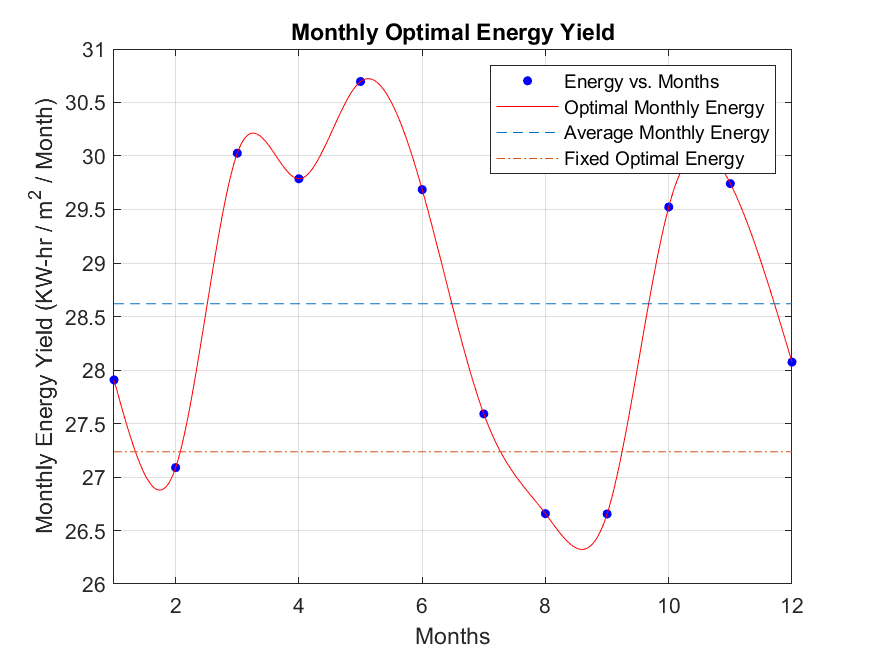 Monthly Optimal Energy Yield
Monthly Energy Yield (KW-hr / m² / Month)
31
30.5
30
29.5
29
28.5
28
27.5
27
26.5
26
Energy vs. Months
Optimal Monthly Energy
Average Monthly Energy
Fixed Optimal Energy
2 4 6 8 10 12
Months